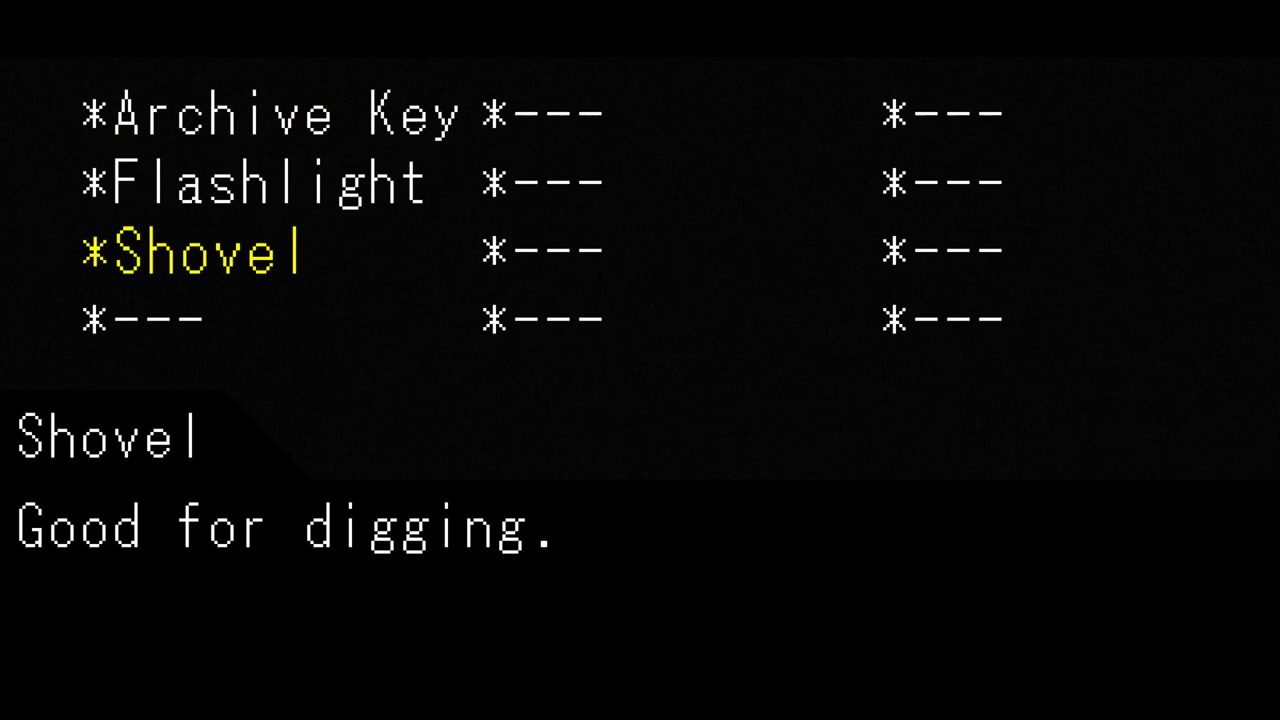 *Archive Key *--- *---
*Flashlight *--- *---
*Shovel *--- *---
*--- *--- *---
Shovel
Good for digging.